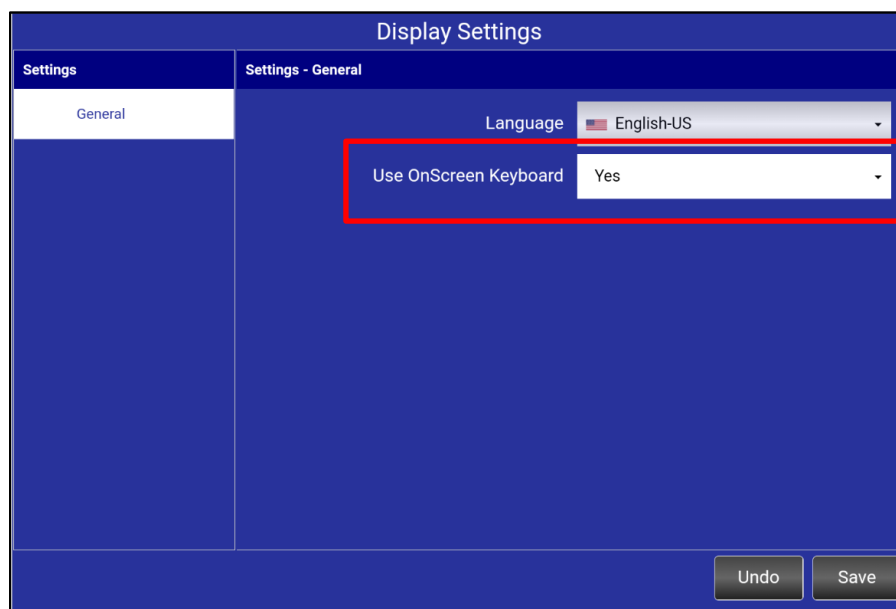 Display Settings
Settings
Settings - General
General
Language
English-US
Use OnScreen Keyboard
Yes
Undo
Save